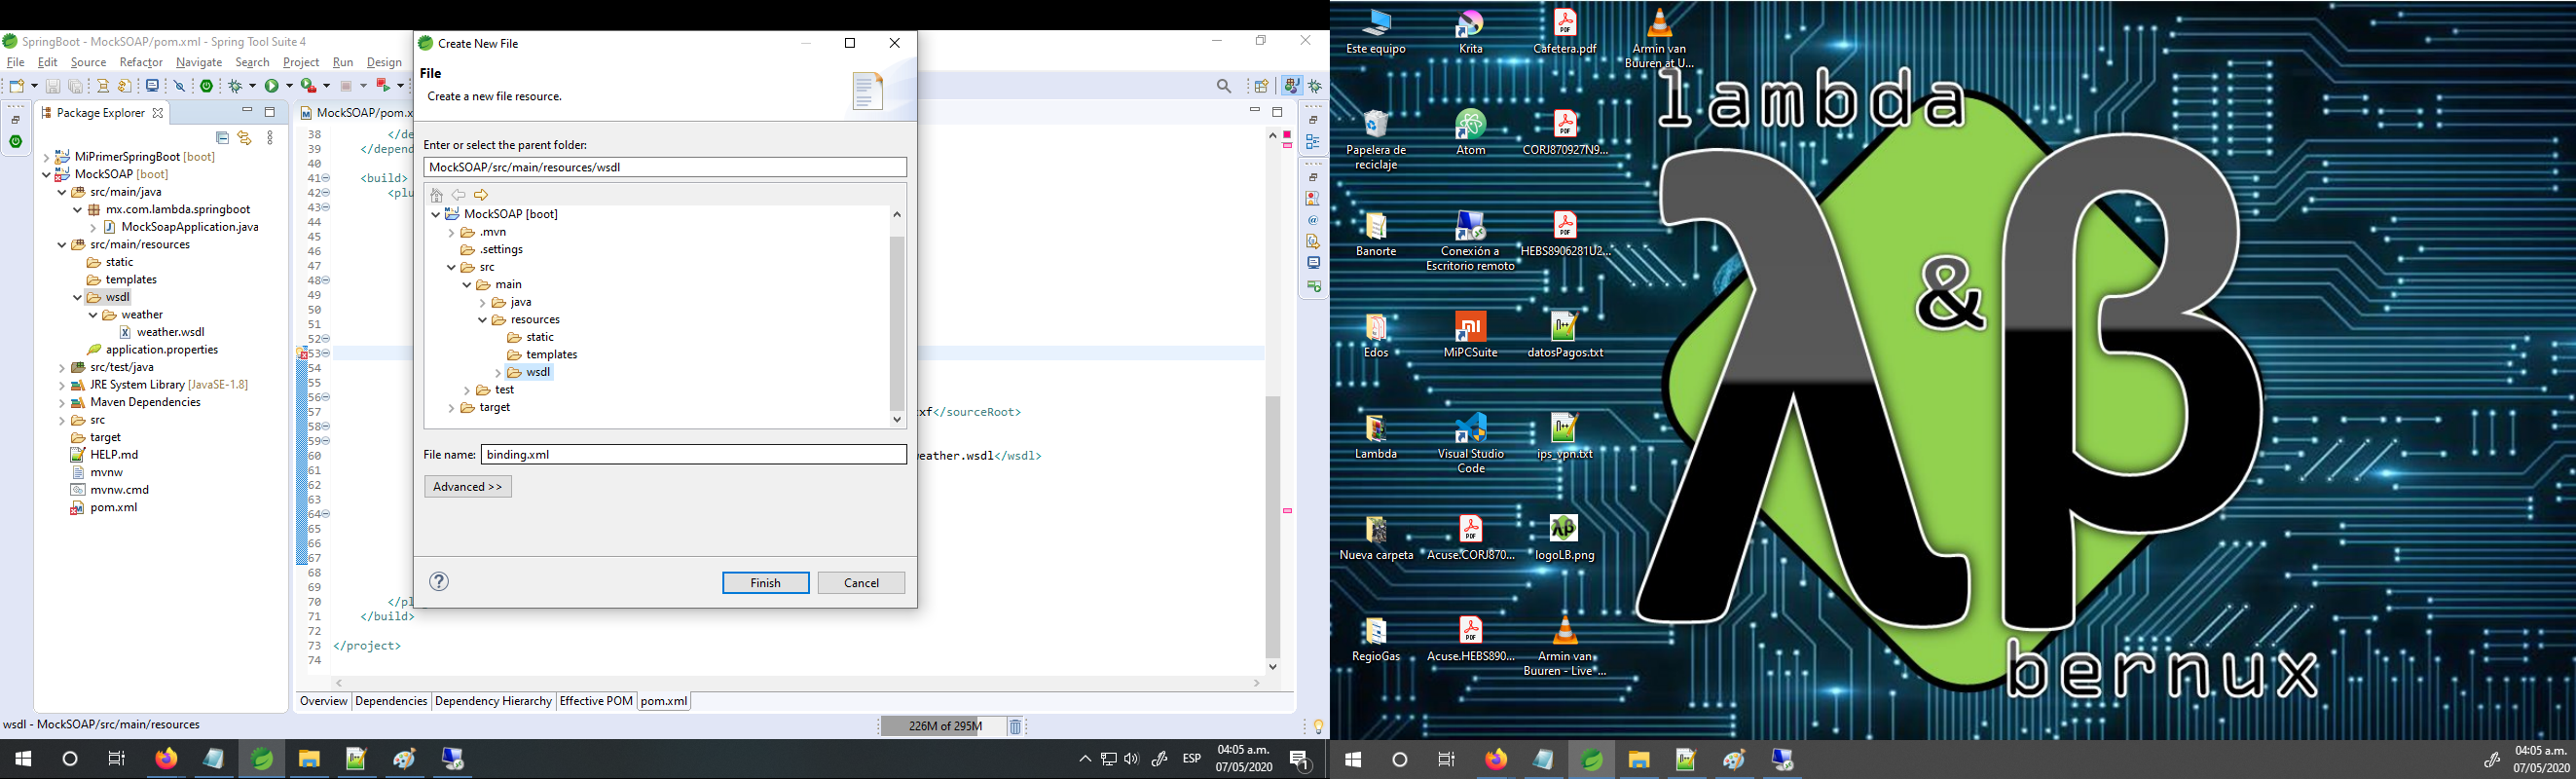 SpringBoot - MockSOAP/pom.xml - Spring Tool Suite 4
File Edit Source Refactor Navigate Search Project Run Design
Package Explorer
MiPrimerSpringBoot [boot]
MockSOAP [boot]
src/main/java
mx.com.lambda.springboot
MockSoapApplication.java
src/main/resources
static
templates
wsdl
weather
weather.wsdl
application.properties
src/test/java
JRE System Library [JavaSE-1.8]
Maven Dependencies
src
target
HELP.md
mvnw
mvnw.cmd
pom.xml
MockSOAP/pom.x
38 </de
39 </depend
40
41 <build>
42 <plu
43
44
45
46
47
48
49
50
51
52
53
54
55
56
57 xf</sourceRoot>
58
59
60 eather.wsdl</wsdl>
61
62
63
64
65
66
67
68
69
70 </pl
71 </build>
72
73 </project>
74
Overview Dependencies Dependency Hierarchy Effective POM pom.xml
Create New File
File
Create a new file resource.
Enter or select the parent folder:
MockSOAP/src/main/resources/wsdl
MockSOAP [boot]
.mvn
.settings
src
main
java
resources
static
templates
wsdl
test
target
File name: binding.xml
Advanced >>
Finish Cancel
wsdl - MockSOAP/src/main/resources
226M of 295M
ESP
04:05 a.m.
07/05/2020
1
Este equipo
Krita
Cafetera.pdf
Armin van
Buuren at U...
Papelera de
reciclaje
Atom
CORJ870927N9...
Banorte
Conexión a
Escritorio remoto
HEBS8906281U2...
Edos
MiPCSuite
datosPagos.txt
Lambda
Visual Studio
Code
ips_vpn.txt
Nueva carpeta
Acuse.CORJ870...
logoLB.png
RegioGas
Acuse.HEBS890...
Armin van
Buuren - Live"...
lambda
λ & β
bernux
04:05 a.m.
07/05/2020